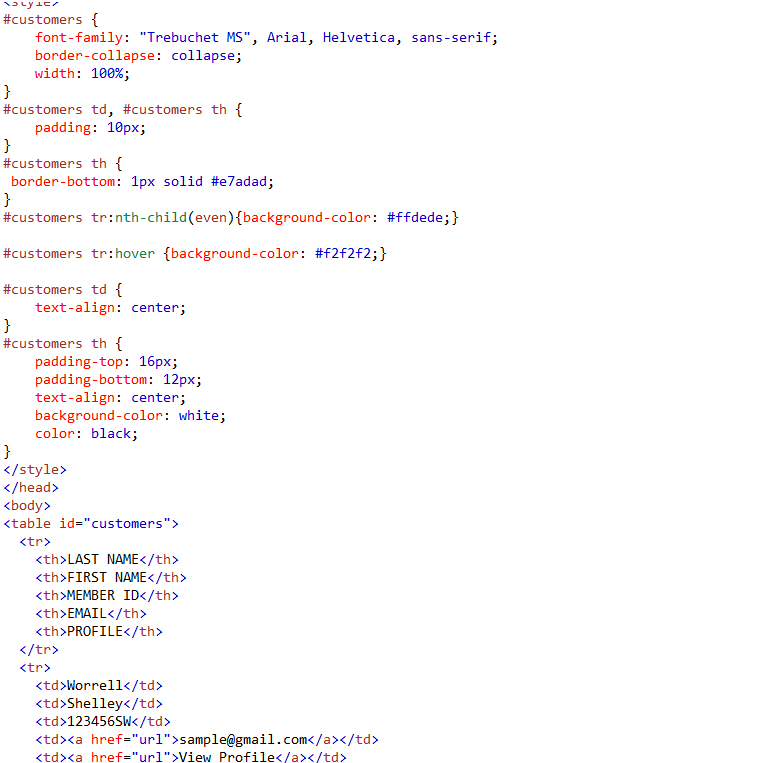 <style>
#customers {
    font-family: "Trebuchet MS", Arial, Helvetica, sans-serif;
    border-collapse: collapse;
    width: 100%;
}
#customers td, #customers th {
    padding: 10px;
}
#customers th {
 border-bottom: 1px solid #e7adad;
}
#customers tr:nth-child(even){background-color: #ffdede;}

#customers tr:hover {background-color: #f2f2f2;}

#customers td {
    text-align: center;
}
#customers th {
    padding-top: 16px;
    padding-bottom: 12px;
    text-align: center;
    background-color: white;
    color: black;
}
</style>
</head>
<body>
<table id="customers">
  <tr>
    <th>LAST NAME</th>
    <th>FIRST NAME</th>
    <th>MEMBER ID</th>
    <th>EMAIL</th>
    <th>PROFILE</th>
  </tr>
  <tr>
    <td>Worrell</td>
    <td>Shelley</td>
    <td>123456SW</td>
    <td><a href="url">sample@gmail.com</a></td>
    <td><a href="url">View Profile</a></td>